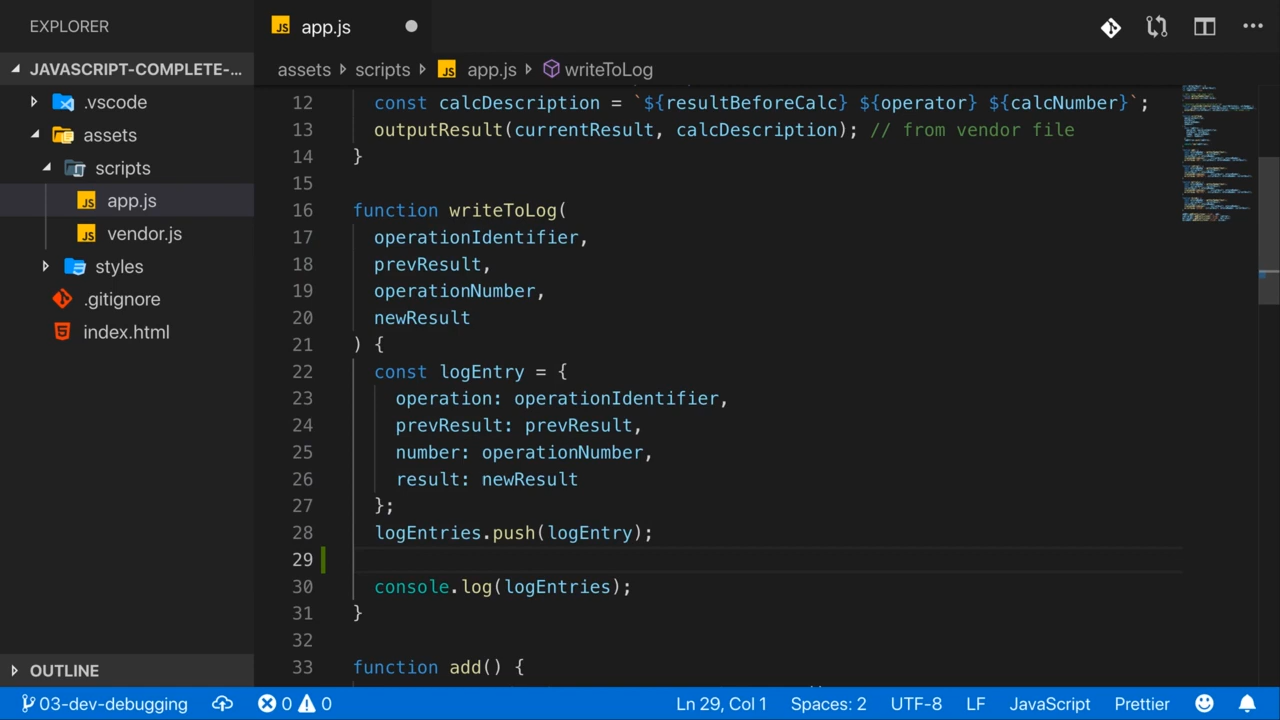 EXPLORER
JS app.js
JAVASCRIPT-COMPLETE-...
assets scripts JS app.js writeToLog
.vscode
assets
scripts
JS app.js
JS vendor.js
styles
.gitignore
index.html
OUTLINE
12 const calcDescription = `${resultBeforeCalc} ${operator} ${calcNumber}`;
13 outputResult(currentResult, calcDescription); // from vendor file
14 }
15
16 function writeToLog(
17 operationIdentifier,
18 prevResult,
19 operationNumber,
20 newResult
21 ) {
22 const logEntry = {
23 operation: operationIdentifier,
24 prevResult: prevResult,
25 number: operationNumber,
26 result: newResult
27 };
28 logEntries.push(logEntry);
29
30 console.log(logEntries);
31 }
32
33 function add() {
03-dev-debugging 0 0 Ln 29, Col 1 Spaces: 2 UTF-8 LF JavaScript Prettier